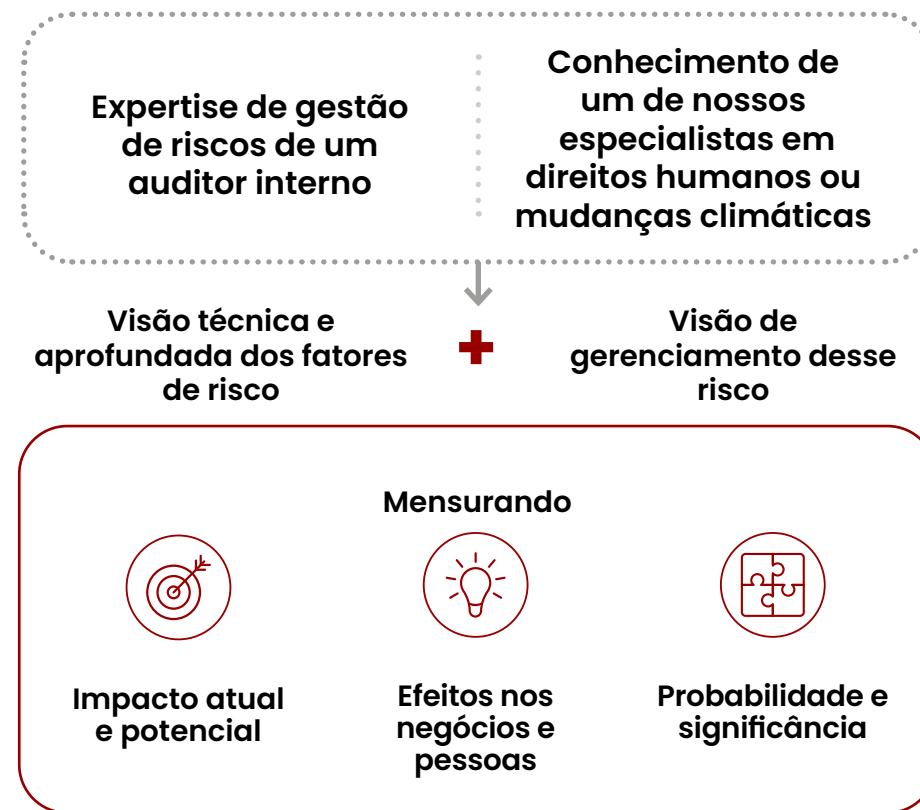 Expertise de gestão
de riscos de um
auditor interno
Conhecimento de
um de nossos
especialistas em
direitos humanos ou
mudanças climáticas
Visão técnica e
aprofundada dos fatores
de risco
Visão de
gerenciamento desse
risco
Mensurando
Impacto atual
e potencial
Efeitos nos
negócios e
pessoas
Probabilidade e
significância